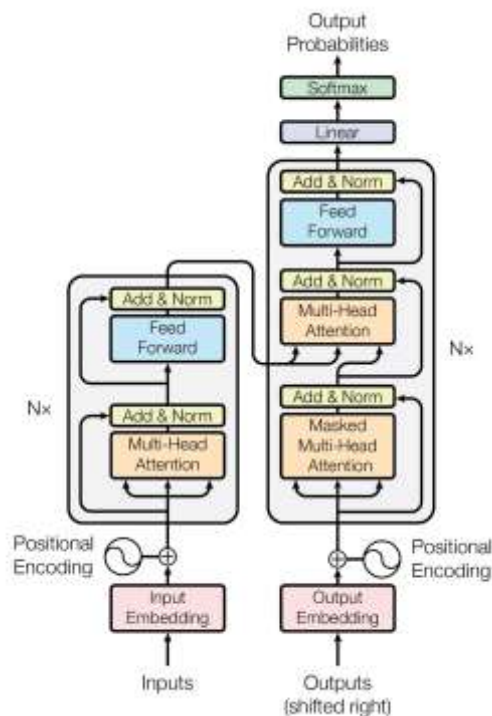 Output
Probabilities
Softmax
Linear
Add & Norm
Feed
Forward
Add & Norm
Multi-Head
Attention
Nx
Add & Norm
Masked
Multi-Head
Attention
Positional
Encoding
Output
Embedding
Outputs
(shifted right)
Add & Norm
Feed
Forward
Nx
Add & Norm
Multi-Head
Attention
Positional
Encoding
Input
Embedding
Inputs